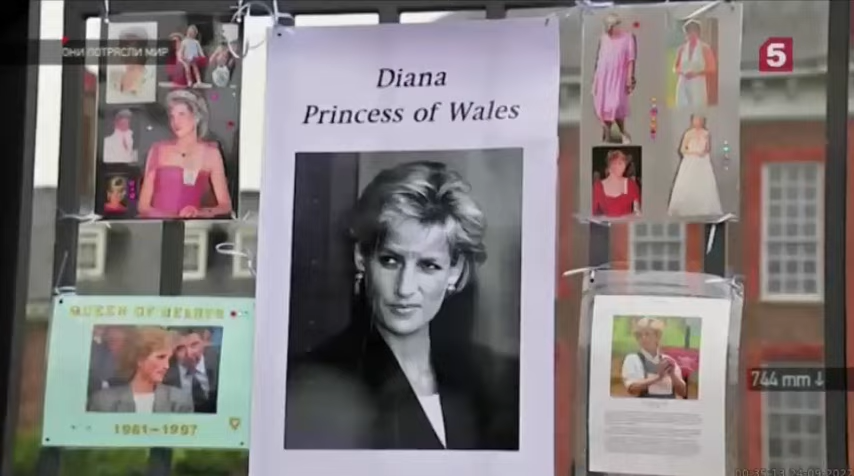 ОНИ ПОТРЯСЛИ МИР
5
Diana
Princess of Wales
QUEEN OF HEARTS
1961-1997
744 mm ↓